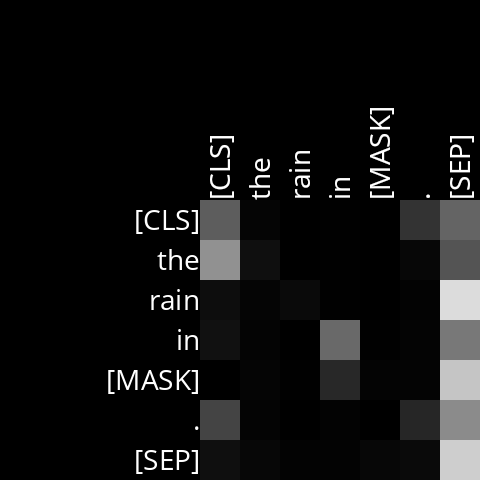 [CLS]
the
rain
in
[MASK]
.
[SEP]
[CLS]
the
rain
in
[MASK]
.
[SEP]